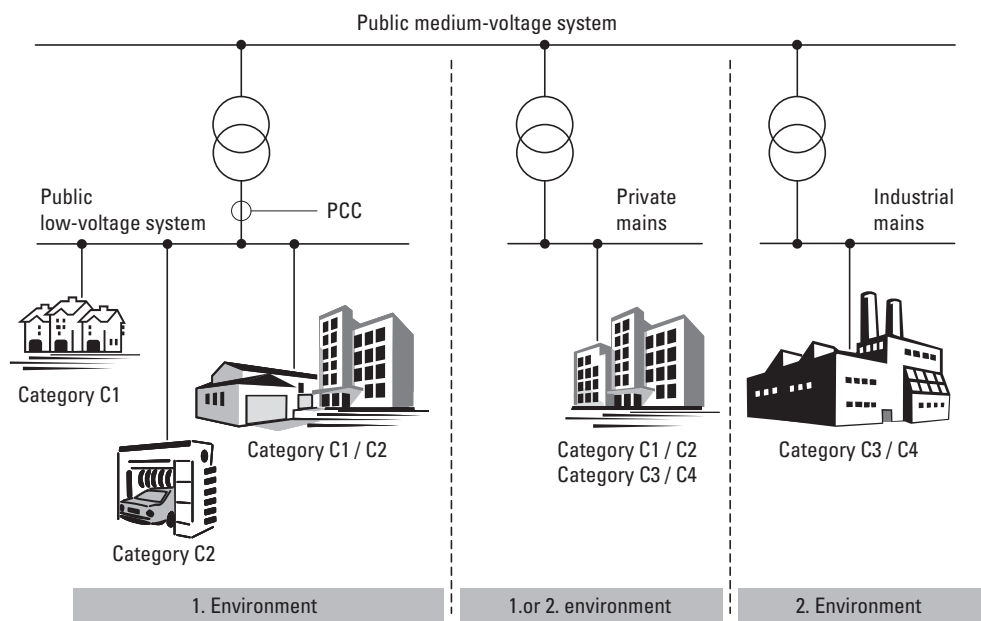 Public medium-voltage system
Public
low-voltage system
PCC
Private
mains
Industrial
mains
Category C1
Category C1 / C2
Category C2
Category C1 / C2
Category C3 / C4
Category C3 / C4
1. Environment
1.or 2. environment
2. Environment